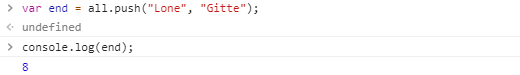 > var end = all.push("Lone", "Gitte");
< undefined
> console.log(end);
8